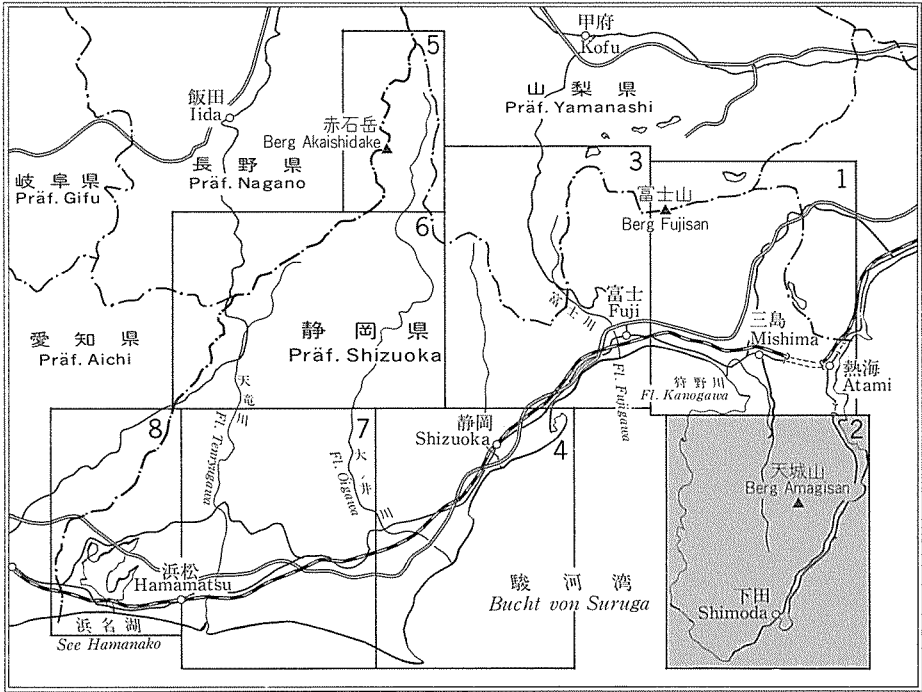 甲府
Kofu
5
飯田
Iida
山梨県
Präf. Yamanashi
赤石岳
Berg Akaishidake
長野県
Präf. Nagano
岐阜県
Präf. Gifu
3
1
富士山
Berg Fujisan
6
富士
Fuji
富士川
Fl. Fujigawa
三島
Mishima
静岡県
Präf. Shizuoka
愛知県
Präf. Aichi
熱海
Atami
狩野川
Fl. Kanogawa
天竜川
Fl. Tenryugawa
8
7
静岡
Shizuoka
4
2
大井川
Fl. Oigawa
天城山
Berg Amagisan
浜松
Hamamatsu
駿河湾
Bucht von Suruga
下田
Shimoda
浜名湖
See Hamanako